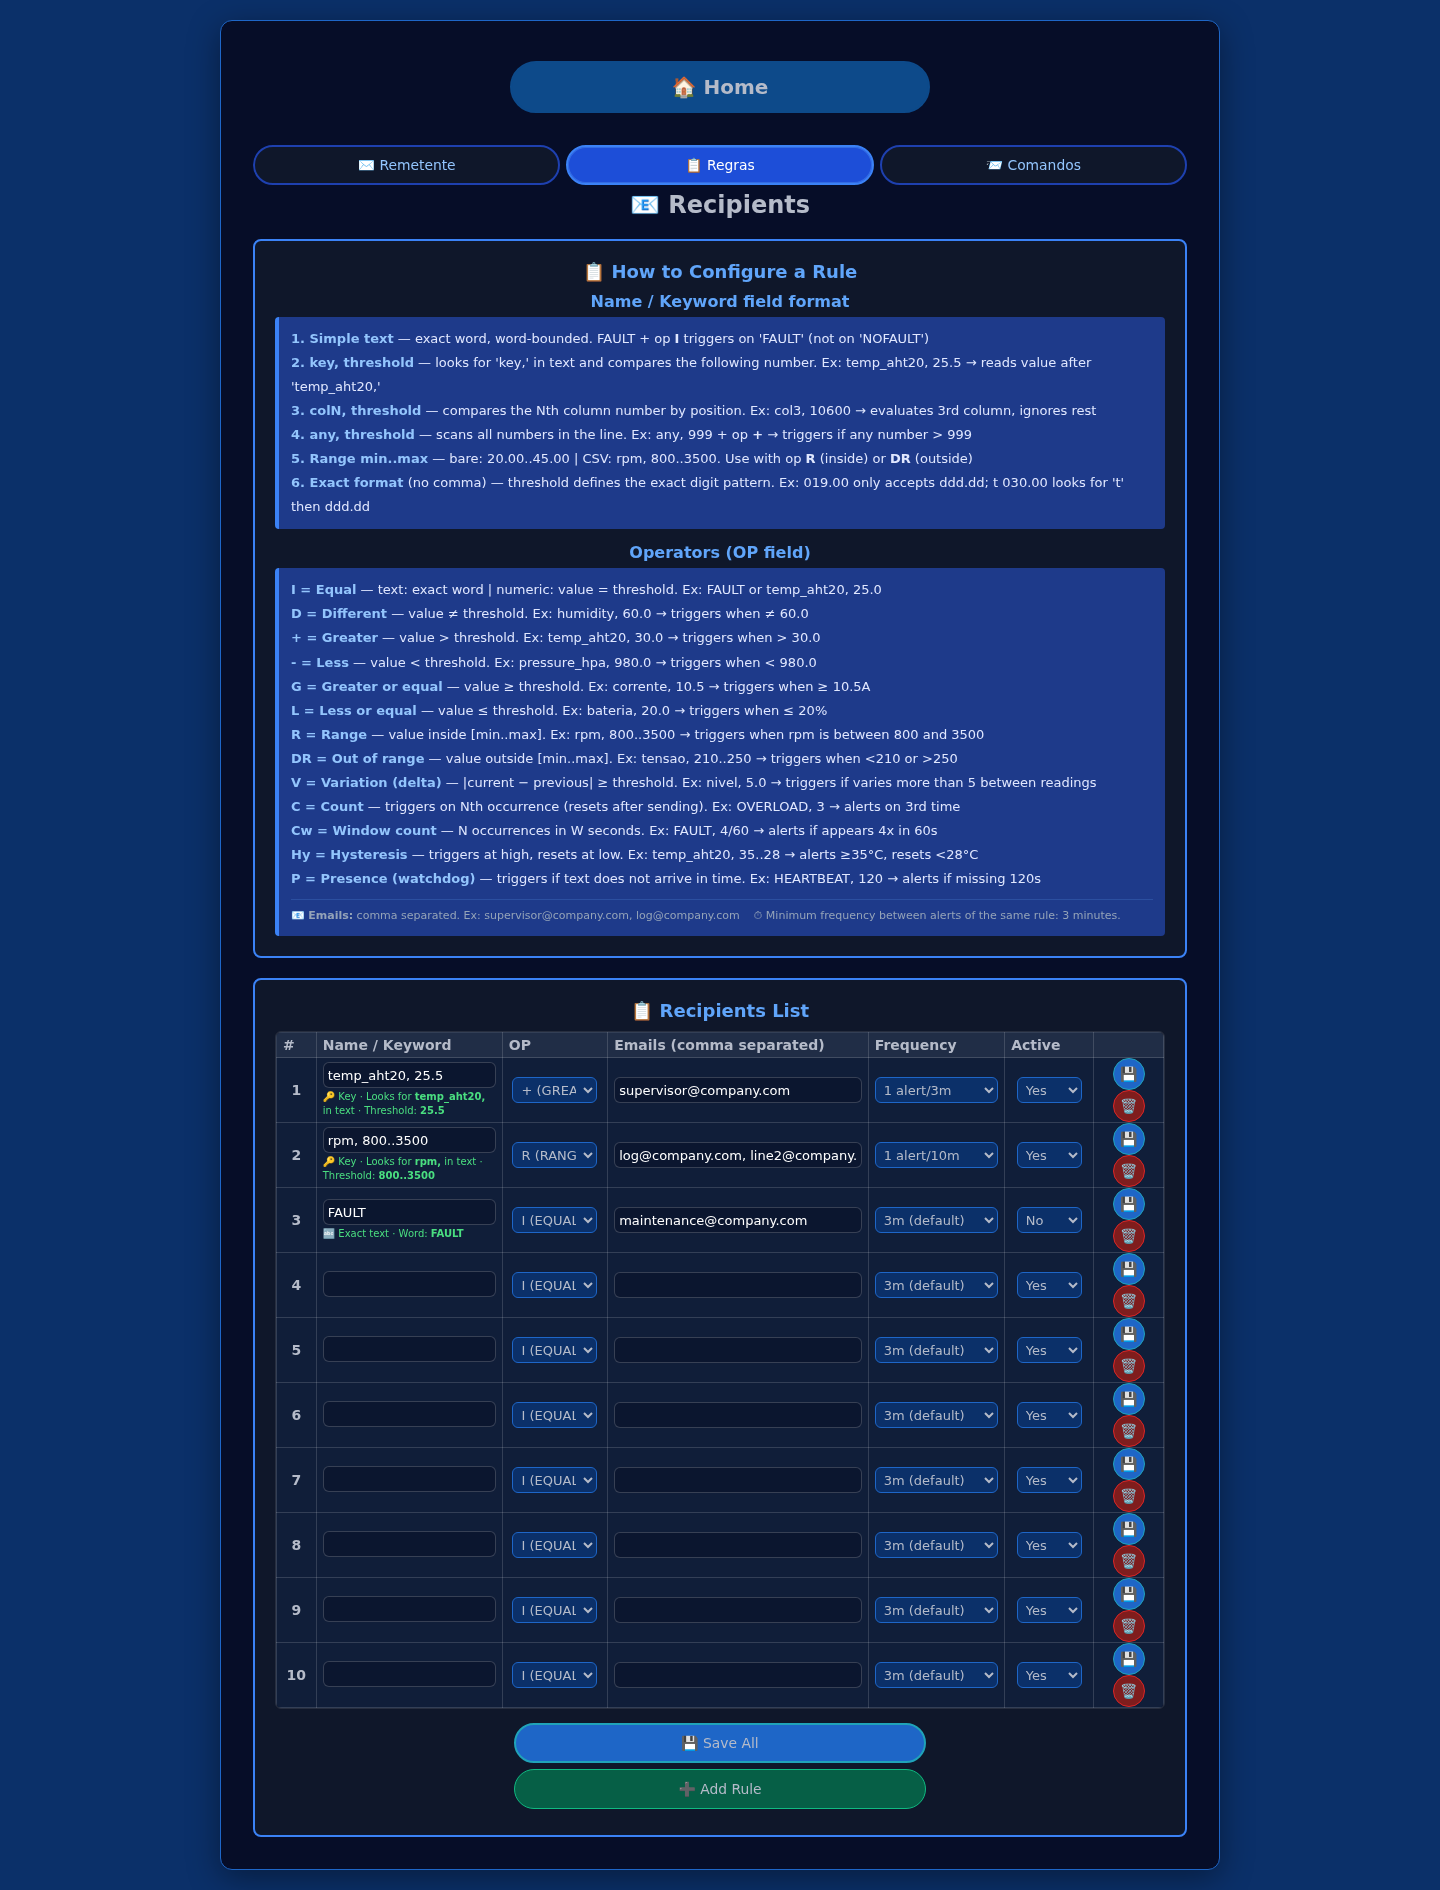 🏠 Home
✉️ Remetente
📋 Regras
📨 Comandos
📧 Recipients
📋 How to Configure a Rule
Name / Keyword field format
1. Simple text — exact word, word-bounded. FAULT + op I triggers on 'FAULT' (not on 'NOFAULT')
2. key, threshold — looks for 'key,' in text and compares the following number. Ex: temp_aht20, 25.5 → reads value after
'temp_aht20,'
3. colN, threshold — compares the Nth column number by position. Ex: col3, 10600 → evaluates 3rd column, ignores rest
4. any, threshold — scans all numbers in the line. Ex: any, 999 + op + → triggers if any number > 999
5. Range min..max — bare: 20.00..45.00 | CSV: rpm, 800..3500. Use with op R (inside) or DR (outside)
6. Exact format (no comma) — threshold defines the exact digit pattern. Ex: 019.00 only accepts ddd.dd; t 030.00 looks for 't'
then ddd.dd
Operators (OP field)
I = Equal — text: exact word | numeric: value = threshold. Ex: FAULT or temp_aht20, 25.0
D = Different — value ≠ threshold. Ex: humidity, 60.0 → triggers when ≠ 60.0
+ = Greater — value > threshold. Ex: temp_aht20, 30.0 → triggers when > 30.0
- = Less — value < threshold. Ex: pressure_hpa, 980.0 → triggers when < 980.0
G = Greater or equal — value ≥ threshold. Ex: corrente, 10.5 → triggers when ≥ 10.5A
L = Less or equal — value ≤ threshold. Ex: bateria, 20.0 → triggers when ≤ 20%
R = Range — value inside [min..max]. Ex: rpm, 800..3500 → triggers when rpm is between 800 and 3500
DR = Out of range — value outside [min..max]. Ex: tensao, 210..250 → triggers when <210 or >250
V = Variation (delta) — |current − previous| ≥ threshold. Ex: nivel, 5.0 → triggers if varies more than 5 between readings
C = Count — triggers on Nth occurrence (resets after sending). Ex: OVERLOAD, 3 → alerts on 3rd time
Cw = Window count — N occurrences in W seconds. Ex: FAULT, 4/60 → alerts if appears 4x in 60s
Hy = Hysteresis — triggers at high, resets at low. Ex: temp_aht20, 35..28 → alerts ≥35°C, resets <28°C
P = Presence (watchdog) — triggers if text does not arrive in time. Ex: HEARTBEAT, 120 → alerts if missing 120s
📧 Emails: comma separated. Ex: supervisor@company.com, log@company.com ⏱ Minimum frequency between alerts of the same rule: 3 minutes.
📋 Recipients List
# Name / Keyword OP Emails (comma separated) Frequency Active
1 temp_aht20, 25.5 + (GREA supervisor@company.com 1 alert/3m Yes
🔑 Key · Looks for temp_aht20,
in text · Threshold: 25.5
2 rpm, 800..3500 R (RANG log@company.com, line2@company. 1 alert/10m Yes
🔑 Key · Looks for rpm, in text ·
Threshold: 800..3500
3 FAULT I (EQUAL maintenance@company.com 3m (default) No
🔤 Exact text · Word: FAULT
4 I (EQUAL 3m (default) Yes
5 I (EQUAL 3m (default) Yes
6 I (EQUAL 3m (default) Yes
7 I (EQUAL 3m (default) Yes
8 I (EQUAL 3m (default) Yes
9 I (EQUAL 3m (default) Yes
10 I (EQUAL 3m (default) Yes
💾 Save All
➕ Add Rule